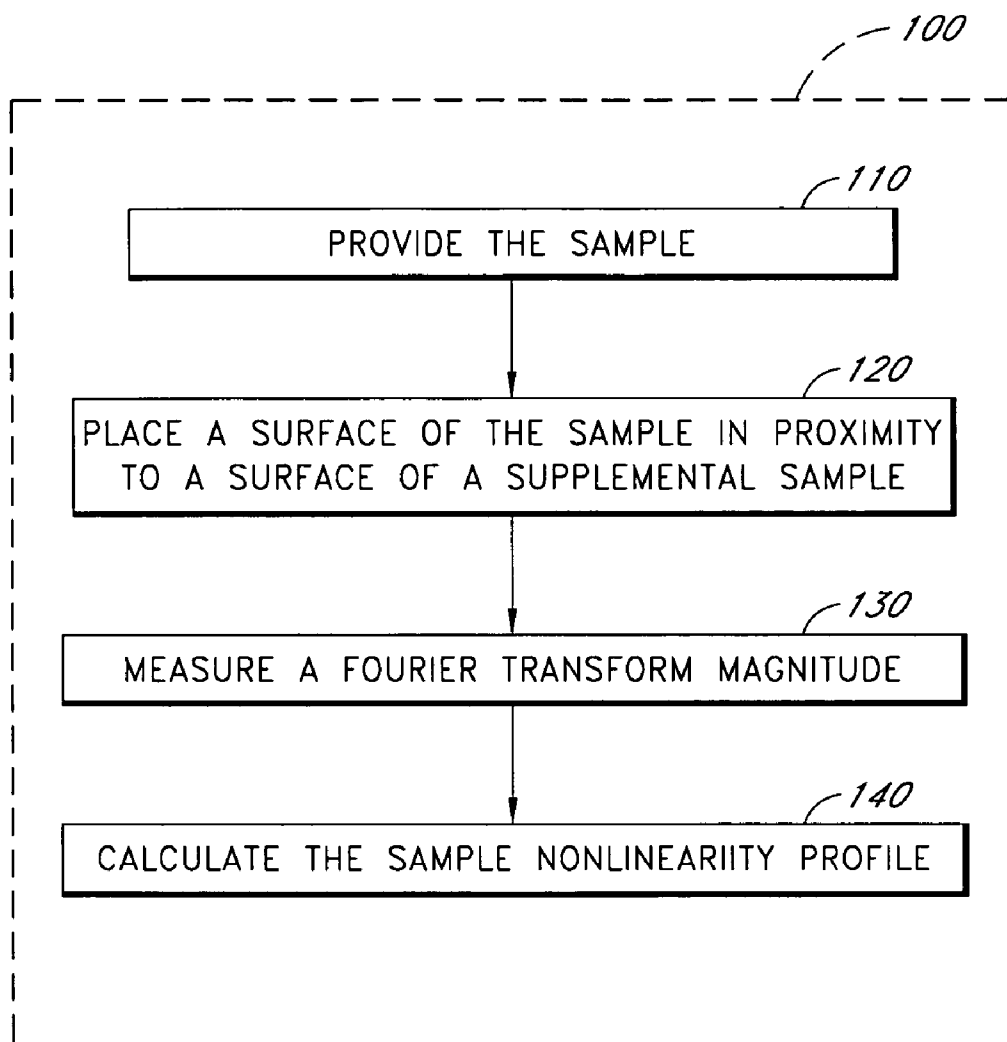 100
110
PROVIDE THE SAMPLE
120
PLACE A SURFACE OF THE SAMPLE IN PROXIMITY
TO A SURFACE OF A SUPPLEMENTAL SAMPLE
130
MEASURE A FOURIER TRANSFORM MAGNITUDE
140
CALCULATE THE SAMPLE NONLINEARIITY PROFILE